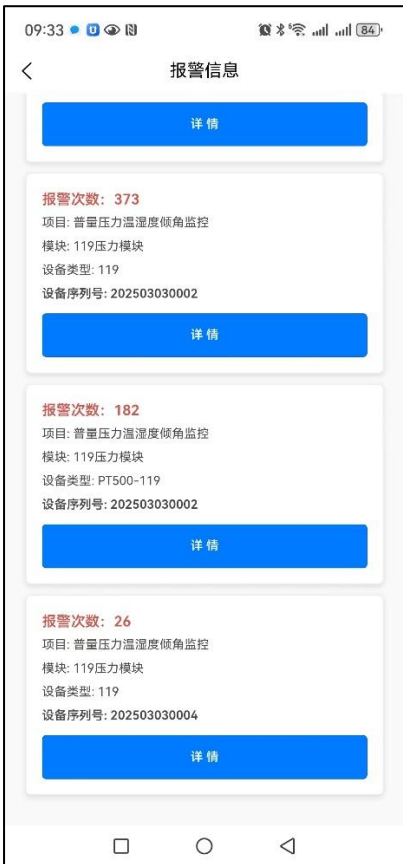 09:33
84
报警信息
详 情
报警次数：373
项目: 普量压力温湿度倾角监控
模块: 119压力模块
设备类型: 119
设备序列号: 202503030002
详 情
报警次数：182
项目: 普量压力温湿度倾角监控
模块: 119压力模块
设备类型: PT500-119
设备序列号: 202503030002
详 情
报警次数：26
项目: 普量压力温湿度倾角监控
模块: 119压力模块
设备类型: 119
设备序列号: 202503030004
详 情